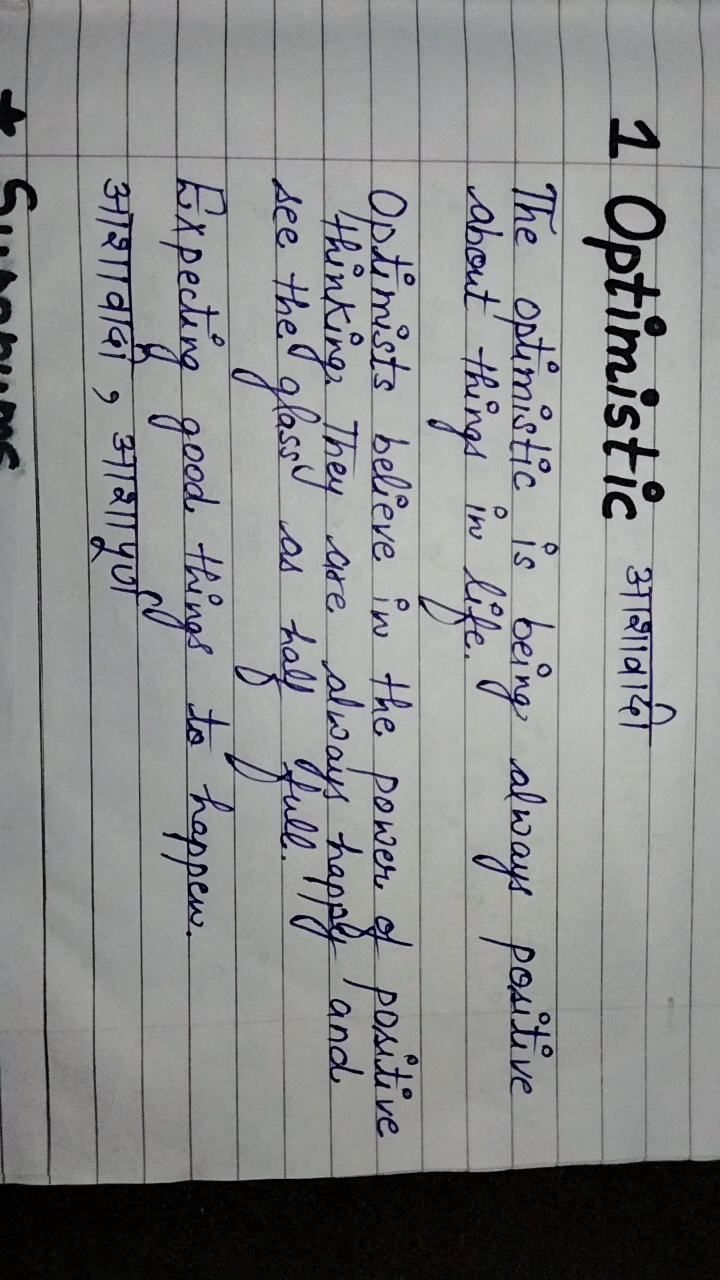 1 Optimistic आशावादी
The optimistic is being always positive
about things in life.
Optimists believe in the power of positive
thinking. They are always happy and
see the glass as half full.
Expecting good things to happen.
आशावादी, आशापूर्ण
* Synonyms